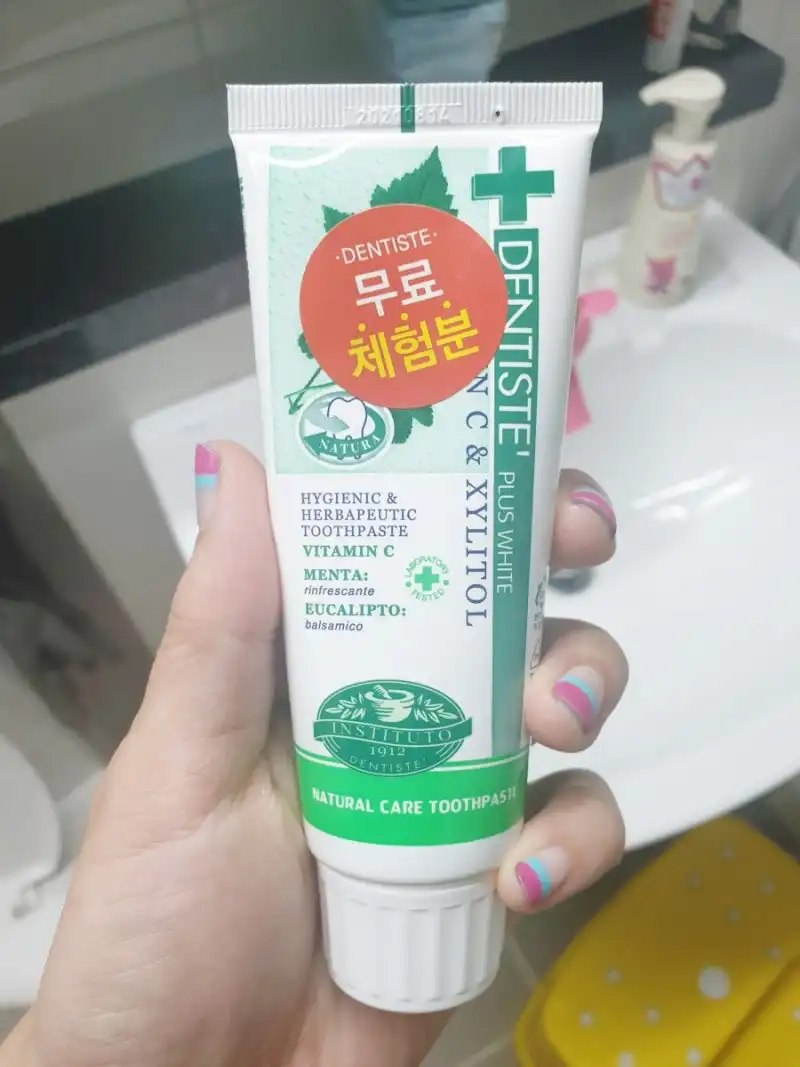 ·DENTISTE·
무료
체험분
DENTISTE' PLUS WHITE
C & XYLITOL
NATURA
HYGIENIC &
HERBAPEUTIC
TOOTHPASTE
VITAMIN C
MENTA:
rinfrescante
EUCALIPTO:
balsamico
LABORATORY
TESTED
INSTITUTO
1912
DENTISTE'
NATURAL CARE TOOTHPASTE